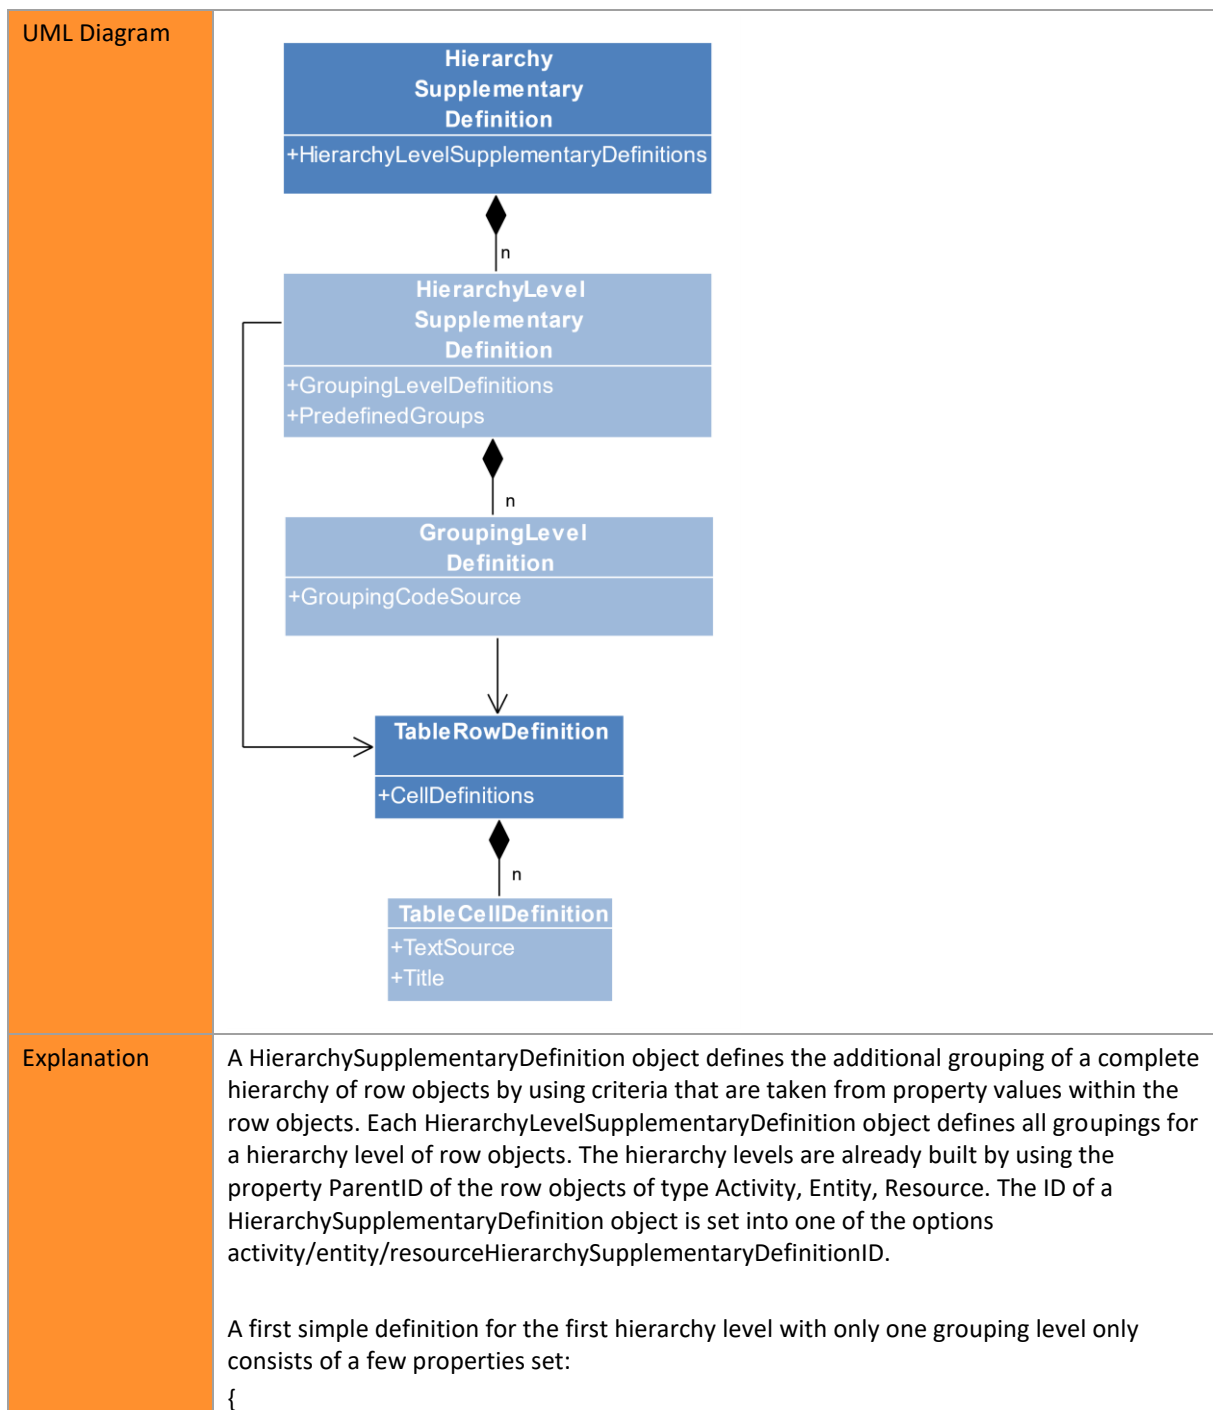 UML Diagram
Hierarchy
Supplementary
Definition
+HierarchyLevelSupplementaryDefinitions
n
HierarchyLevel
Supplementary
Definition
+GroupingLevelDefinitions
+PredefinedGroups
n
GroupingLevel
Definition
+GroupingCodeSource
TableRowDefinition
+CellDefinitions
n
TableCellDefinition
+TextSource
+Title
Explanation
A HierarchySupplementaryDefinition object defines the additional grouping of a complete
hierarchy of row objects by using criteria that are taken from property values within the
row objects. Each HierarchyLevelSupplementaryDefinition object defines all groupings for
a hierarchy level of row objects. The hierarchy levels are already built by using the
property ParentID of the row objects of type Activity, Entity, Resource. The ID of a
HierarchySupplementaryDefinition object is set into one of the options
activity/entity/resourceHierarchySupplementaryDefinitionID.
A first simple definition for the first hierarchy level with only one grouping level only
consists of a few properties set:
{